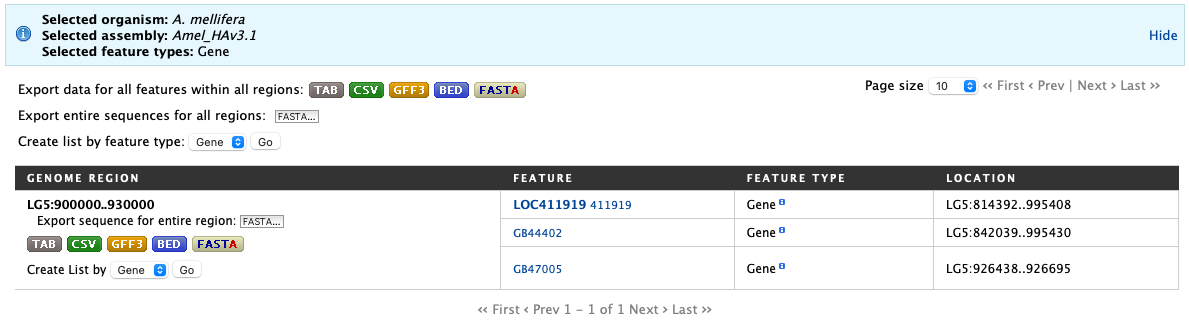 Selected organism: A. mellifera
Selected assembly: Amel_HAv3.1
Selected feature types: Gene
Hide
Export data for all features within all regions: TAB CSV GFF3 BED FASTA
Page size 10 ‹‹ First ‹ Prev | Next › Last ››
Export entire sequences for all regions: FASTA...
Create list by feature type: Gene Go
GENOME REGION FEATURE FEATURE TYPE LOCATION
LG5:900000..930000 LOC411919 411919 Gene LG5:814392..995408
Export sequence for entire region: FASTA...
GB44402 Gene LG5:842039..995430
TAB CSV GFF3 BED FASTA
Create List by Gene Go
GB47005 Gene LG5:926438..926695
‹‹ First ‹ Prev 1 – 1 of 1 Next › Last ››